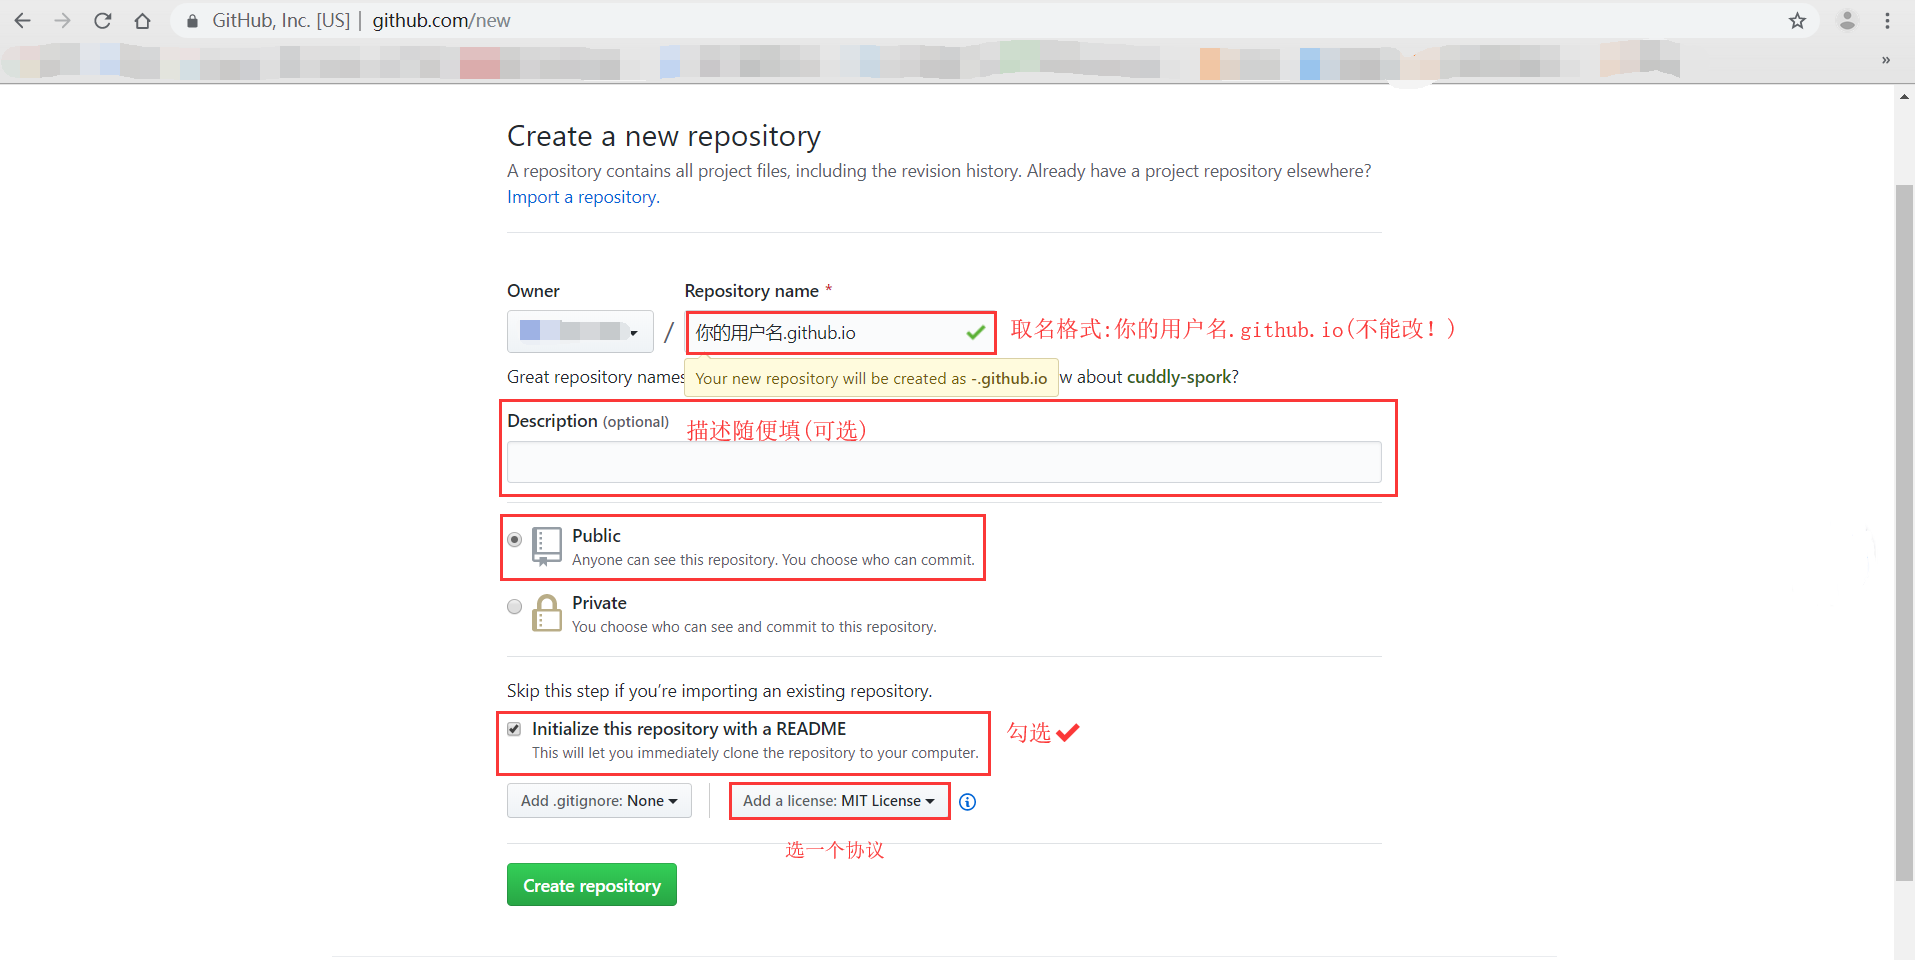 GitHub, Inc. [US] | github.com/new
»
Create a new repository
A repository contains all project files, including the revision history. Already have a project repository elsewhere?
Import a repository.
Owner
Repository name *
/
你的用户名.github.io
取名格式:你的用户名.github.io(不能改！)
Great repository names
Your new repository will be created as -.github.io
w about cuddly-spork?
Description (optional)
描述随便填(可选)
Public
Anyone can see this repository. You choose who can commit.
Private
You choose who can see and commit to this repository.
Skip this step if you’re importing an existing repository.
Initialize this repository with a README
This will let you immediately clone the repository to your computer.
勾选
Add .gitignore: None
Add a license: MIT License
选一个协议
Create repository